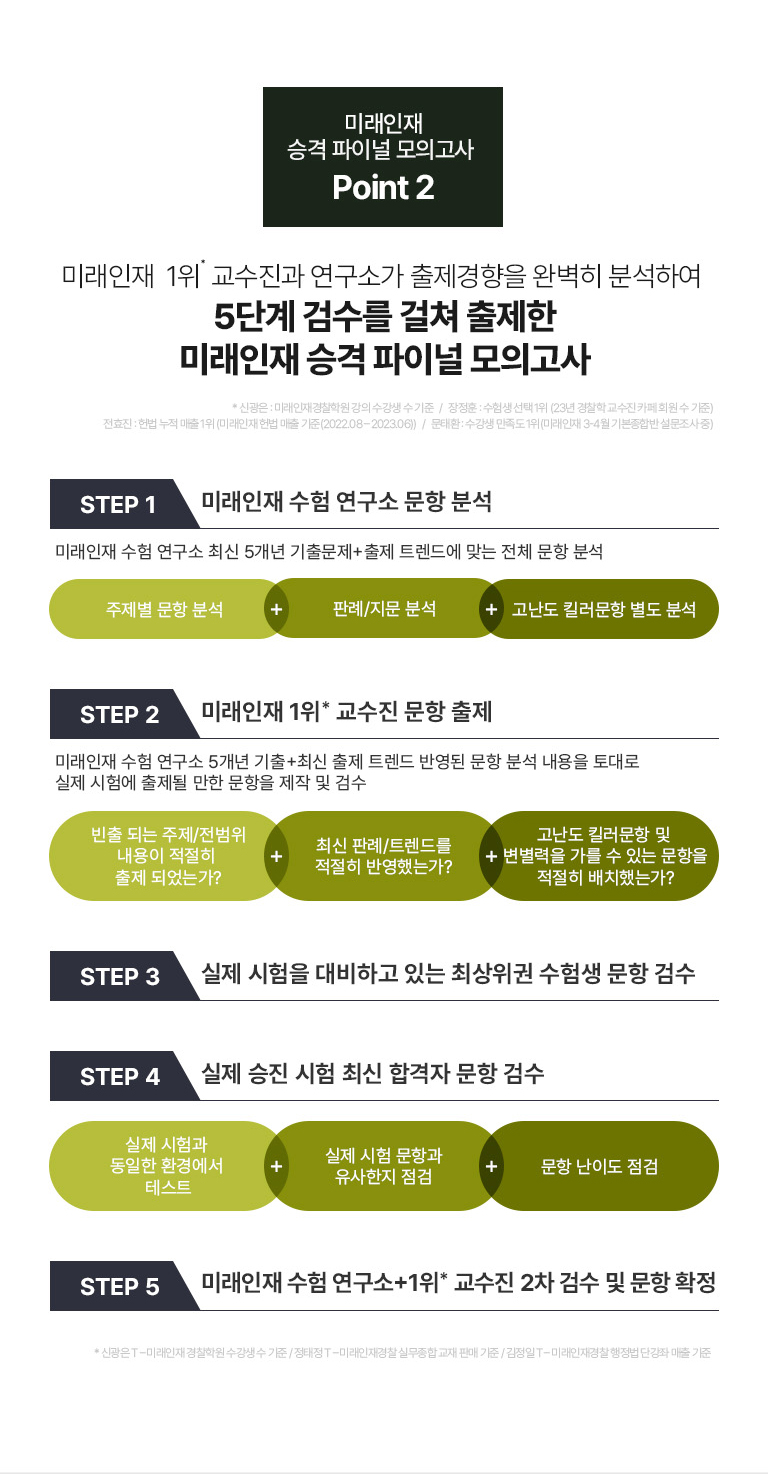 미래인재
승격 파이널 모의고사
Point 2
미래인재 1위* 교수진과 연구소가 출제경향을 완벽히 분석하여
5단계 검수를 걸쳐 출제한
미래인재 승격 파이널 모의고사
* 신광은 : 미래인재경찰학원 강의 수강생 수 기준 / 장정훈 : 수험생 선택 1위 (23년 경찰학 교수진 카페 회원 수 기준)
전효진 : 헌법 누적 매출 1위 (미래인재 헌법 매출 기준(2022.08~2023.06)) / 문태환 : 수강생 만족도 1위(미래인재 3-4월 기본종합반 설문조사 중)
STEP 1 미래인재 수험 연구소 문항 분석
미래인재 수험 연구소 최신 5개년 기출문제+출제 트렌드에 맞는 전체 문항 분석
주제별 문항 분석 + 판례/지문 분석 + 고난도 킬러문항 별도 분석
STEP 2 미래인재 1위* 교수진 문항 출제
미래인재 수험 연구소 5개년 기출+최신 출제 트렌드 반영된 문항 분석 내용을 토대로
실제 시험에 출제될 만한 문항을 제작 및 검수
빈출 되는 주제/전범위
내용이 적절히
출제 되었는가?
+
최신 판례/트렌드를
적절히 반영했는가?
+
고난도 킬러문항 및
변별력을 가를 수 있는 문항을
적절히 배치했는가?
STEP 3 실제 시험을 대비하고 있는 최상위권 수험생 문항 검수
STEP 4 실제 승진 시험 최신 합격자 문항 검수
실제 시험과
동일한 환경에서
테스트
+
실제 시험 문항과
유사한지 점검
+
문항 난이도 점검
STEP 5 미래인재 수험 연구소+1위* 교수진 2차 검수 및 문항 확정
* 신광은 T – 미래인재 경찰학원 수강생 수 기준 / 정태정 T – 미래인재경찰 실무종합 교재 판매 기준 / 김정일 T – 미래인재경찰 행정법 단강좌 매출 기준